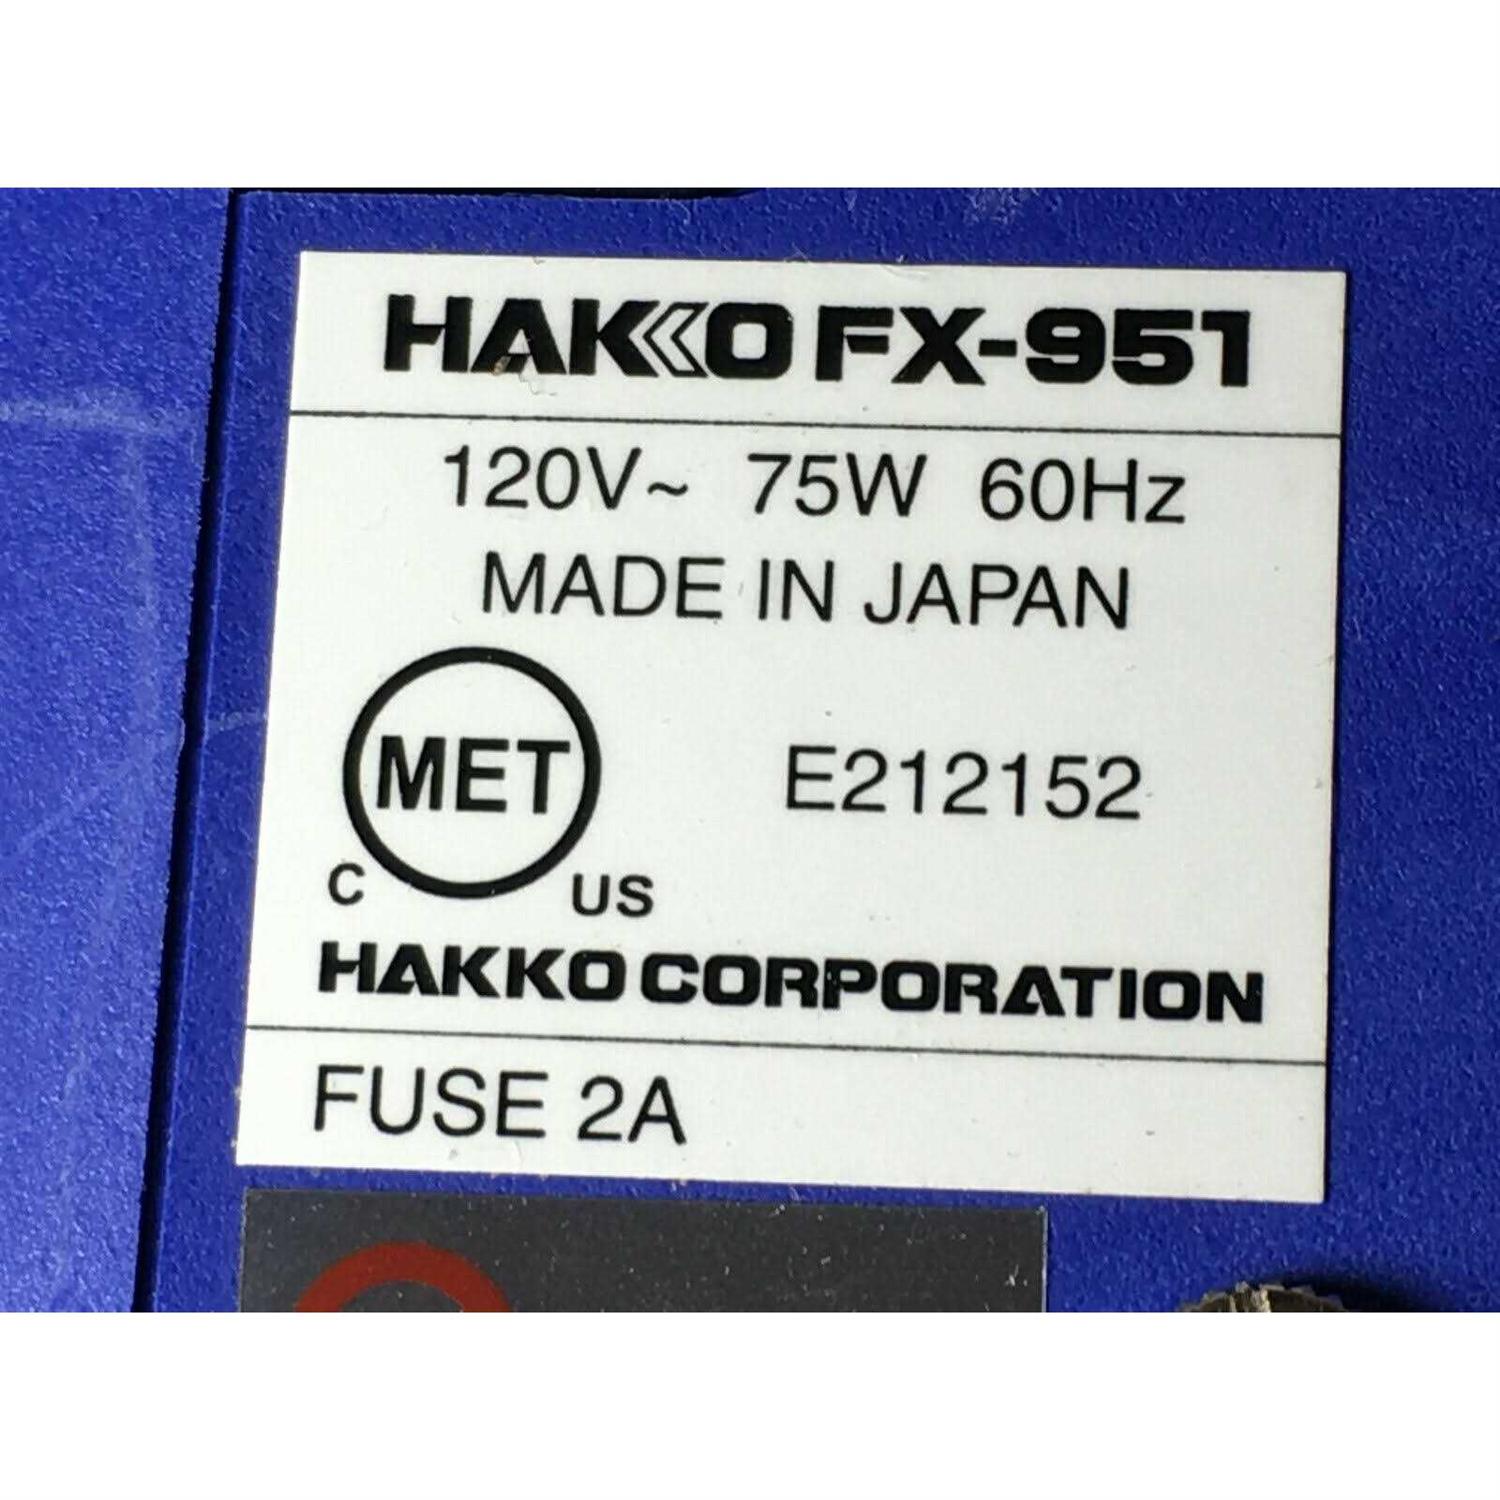 HAKKO FX-951
120V~ 75W 60Hz
MADE IN JAPAN
MET
E212152
C US
HAKKO CORPORATION
FUSE 2A